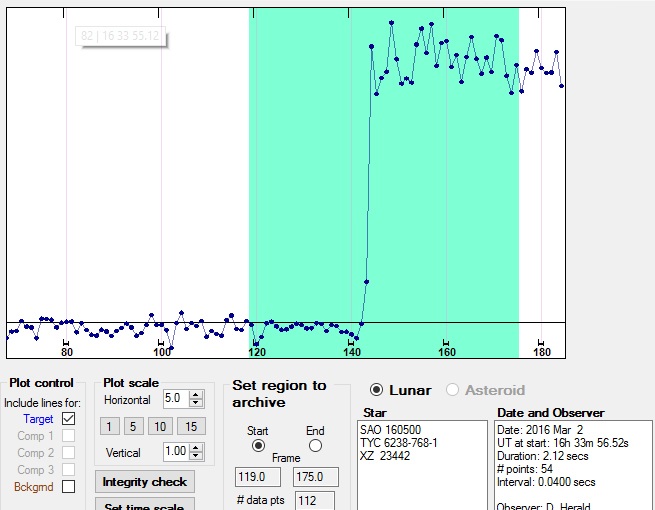 82 | 16 33 55.12
80
100
120
140
160
180
Plot control
Include lines for:
Target
Comp 1
Comp 2
Comp 3
Bckgrnd
Plot scale
Horizontal 5.0
1 5 10 15
Vertical 1.00
Integrity check
Set time scale
Set region to
archive
Start End
Frame
119.0 175.0
# data pts 112
Lunar Asteroid
Star
SAO 160500
TYC 6238-768-1
XZ 23442
Date and Observer
Date: 2016 Mar 2
UT at start: 16h 33m 56.52s
Duration: 2.12 secs
# points: 54
Interval: 0.0400 secs
Observer: D. Herald